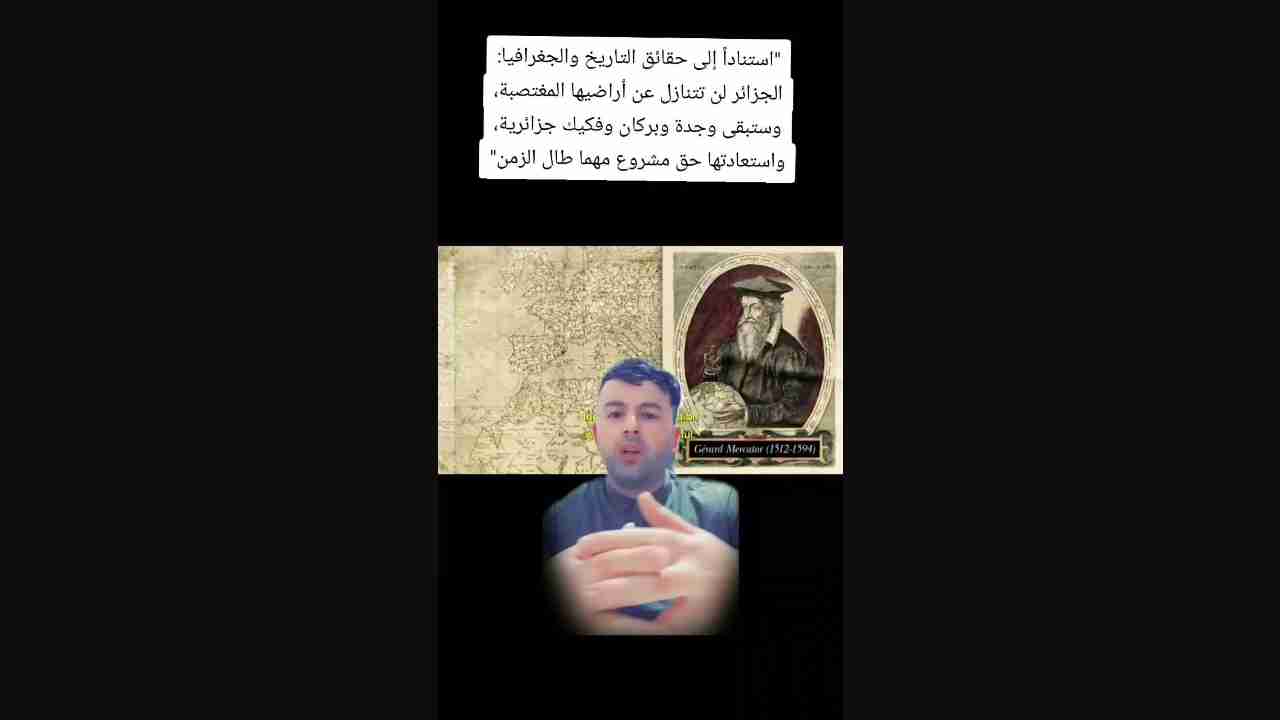 "استناداً إلى حقائق التاريخ والجغرافيا:
الجزائر لن تتنازل عن أراضيها المغتصبة،
وستبقى وجدة وبركان وفكيك جزائرية،
واستعادتها حق مشروع مهما طال الزمن"
Gérard Mercator (1512-1594)